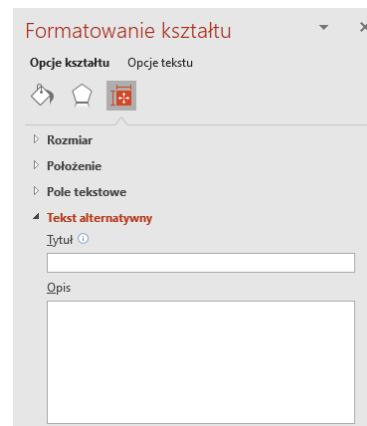 Formatowanie kształtu
Opcje kształtu Opcje tekstu
Rozmiar
Położenie
Pole tekstowe
Tekst alternatywny
Tytuł
Opis